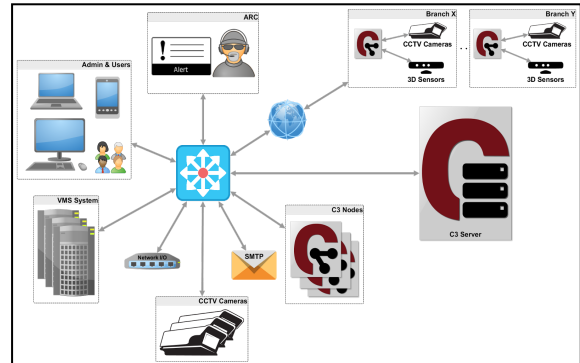 ARC
!
Alert
Branch X
CCTV Cameras
3D Sensors
. .
Branch Y
CCTV Cameras
3D Sensors
Admin & Users
C3 Server
VMS System
Network I/O
SMTP
C3 Nodes
CCTV Cameras